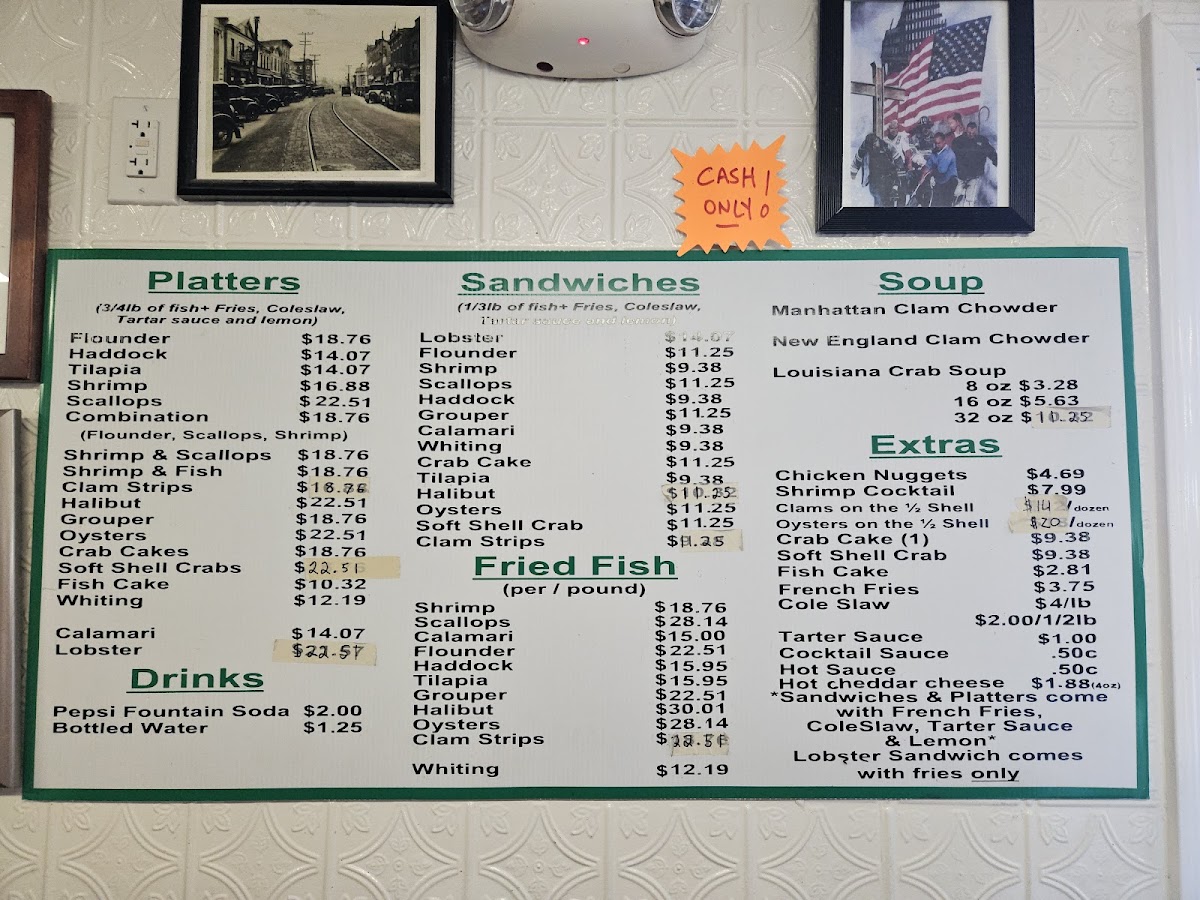 CASH
ONLY!
Platters
(3/4lb of fish+ Fries, Coleslaw,
Tartar sauce and lemon)
Flounder $18.76
Haddock $14.07
Tilapia $14.07
Shrimp $16.88
Scallops $22.51
Combination $18.76
(Flounder, Scallops, Shrimp)
Shrimp & Scallops $18.76
Shrimp & Fish $18.76
Clam Strips
Halibut $22.51
Grouper $18.76
Oysters $22.51
Crab Cakes $18.76
Soft Shell Crabs $22.51
Fish Cake $10.32
Whiting $12.19
Calamari $14.07
Lobster
Drinks
Pepsi Fountain Soda $2.00
Bottled Water $1.25
Sandwiches
(1/3lb of fish+ Fries, Coleslaw,
Tartar sauce and lemon)
Lobster $14.07
Flounder $11.25
Shrimp $9.38
Scallops $11.25
Haddock $9.38
Grouper $11.25
Calamari $9.38
Whiting $9.38
Crab Cake $11.25
Tilapia $9.38
Halibut
Oysters $11.25
Soft Shell Crab $11.25
Clam Strips
Fried Fish
(per / pound)
Shrimp $18.76
Scallops $28.14
Calamari $15.00
Flounder $22.51
Haddock $15.95
Tilapia $15.95
Grouper $22.51
Halibut $30.01
Oysters $28.14
Clam Strips
Whiting $12.19
Soup
Manhattan Clam Chowder
New England Clam Chowder
Louisiana Crab Soup
8 oz $3.28
16 oz $5.63
32 oz $10.25
Extras
Chicken Nuggets $4.69
Shrimp Cocktail $7.99
Clams on the ½ Shell $14/dozen
Oysters on the ½ Shell $20/dozen
Crab Cake (1) $9.38
Soft Shell Crab $9.38
Fish Cake $2.81
French Fries $3.75
Cole Slaw $4/lb
$2.00/1/2lb
Tarter Sauce $1.00
Cocktail Sauce .50c
Hot Sauce .50c
Hot cheddar cheese $1.88(4oz)
*Sandwiches & Platters come
with French Fries,
ColeSlaw, Tarter Sauce
& Lemon*
Lobster Sandwich comes
with fries only